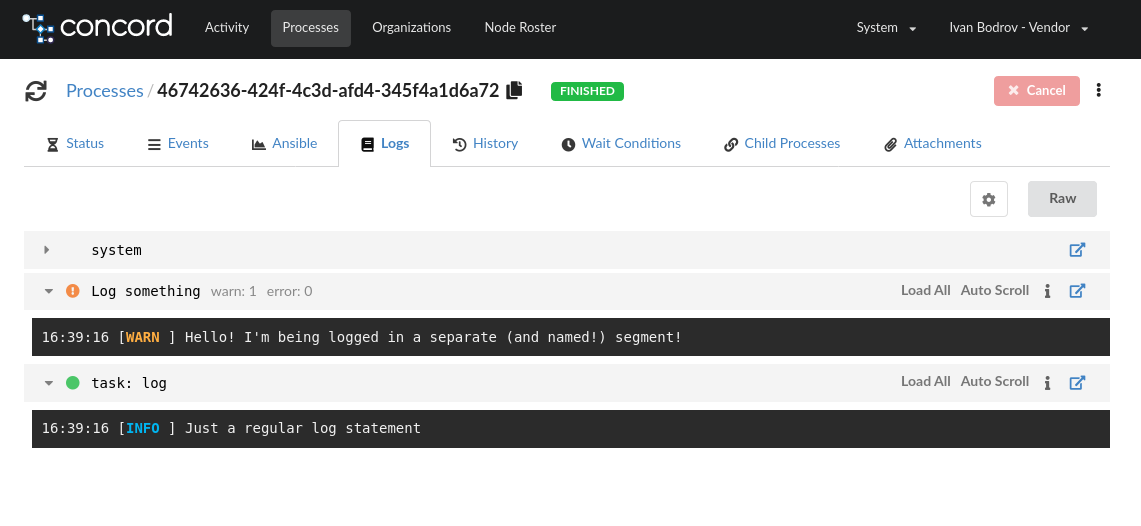 concord Activity Processes Organizations Node Roster System Ivan Bodrov - Vendor
Processes / 46742636-424f-4c3d-afd4-345f4a1d6a72 FINISHED Cancel
Status Events Ansible Logs History Wait Conditions Child Processes Attachments
Raw
system
Log something warn: 1 error: 0 Load All Auto Scroll
16:39:16 [WARN ] Hello! I'm being logged in a separate (and named!) segment!
task: log Load All Auto Scroll
16:39:16 [INFO ] Just a regular log statement